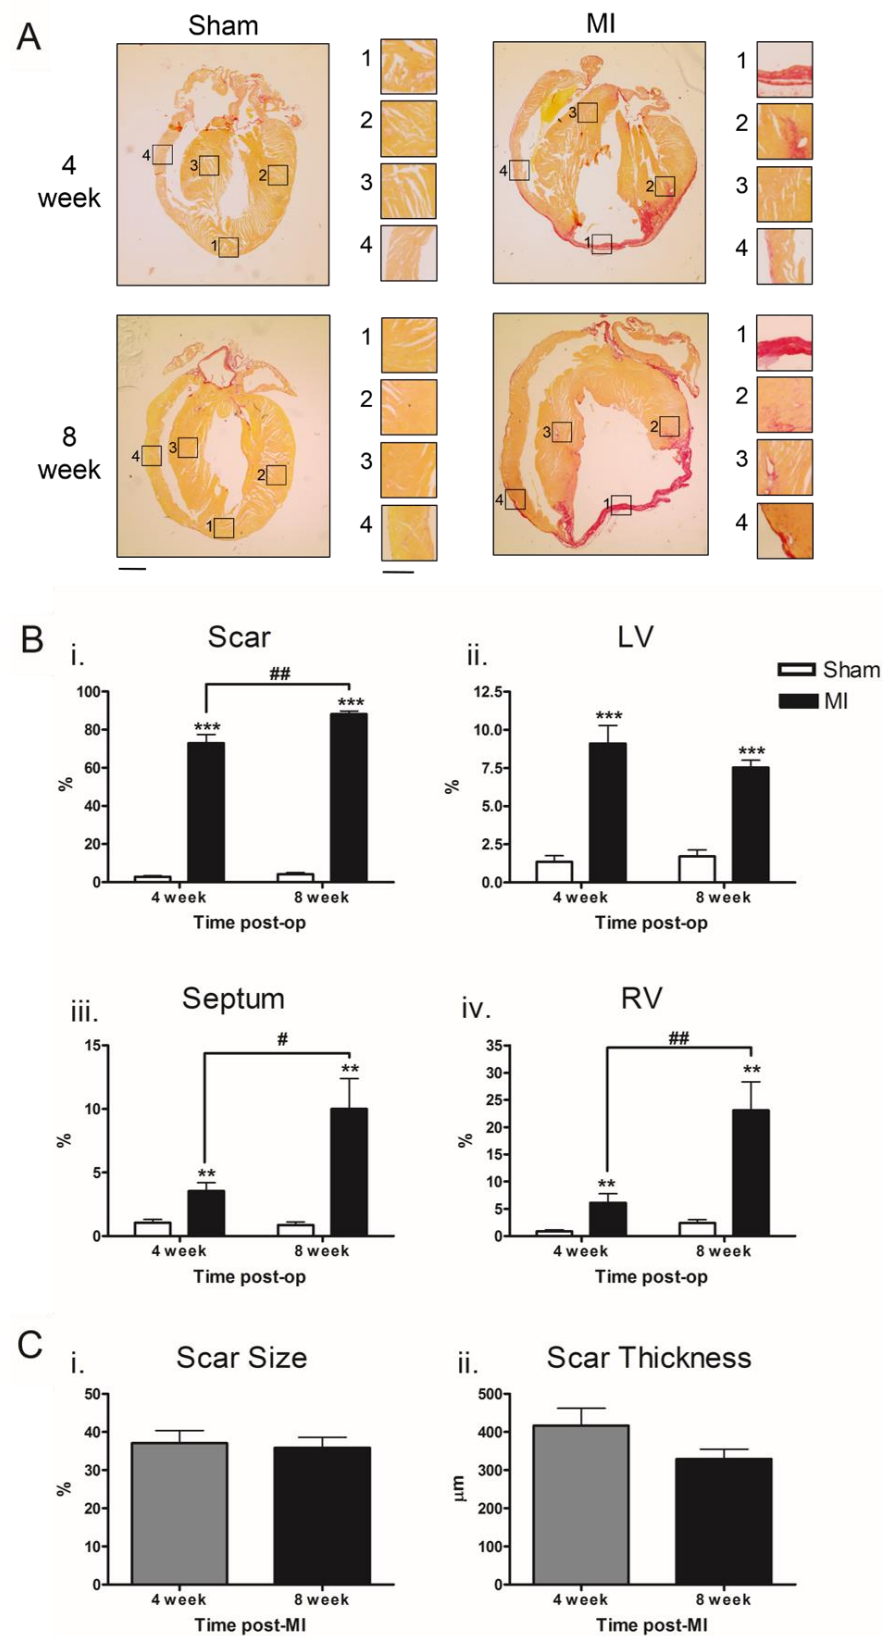 A
Sham
MI
4 week
1
2
3
4
1
2
3
4
1
2
3
4
1
2
3
4
8 week
1
2
3
4
1
2
3
4
1
2
3
4
1
2
3
4
B
i.
Scar
##
***
***
100
80
60
40
20
0
%
4 week
8 week
Time post-op
ii.
LV
Sham
MI
***
***
12.5
10.0
7.5
5.0
2.5
0.0
%
4 week
8 week
Time post-op
iii.
Septum
#
**
**
15
10
5
0
%
4 week
8 week
Time post-op
iv.
RV
##
**
**
35
30
25
20
15
10
5
0
%
4 week
8 week
Time post-op
C
i.
Scar Size
50
40
30
20
10
0
%
4 week
8 week
Time post-MI
ii.
Scar Thickness
500
400
300
200
100
0
µm
4 week
8 week
Time post-MI